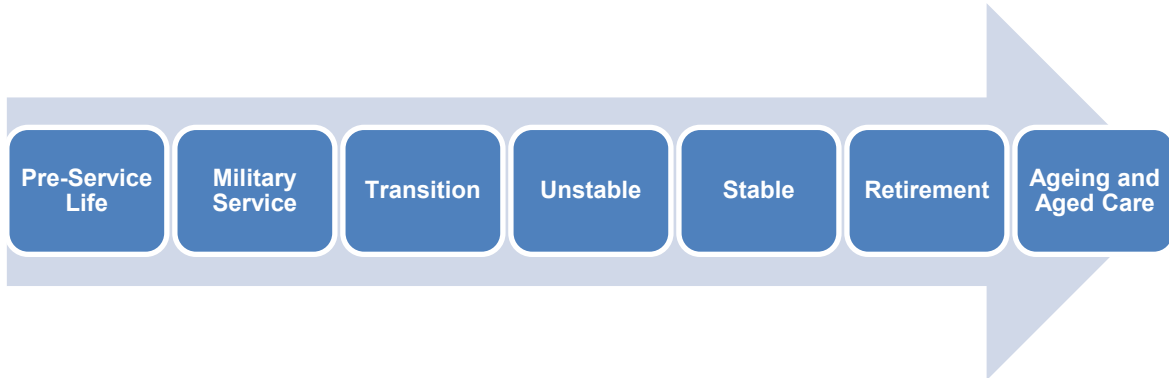 Pre-Service
Life
Military
Service
Transition
Unstable
Stable
Retirement
Ageing and
Aged Care